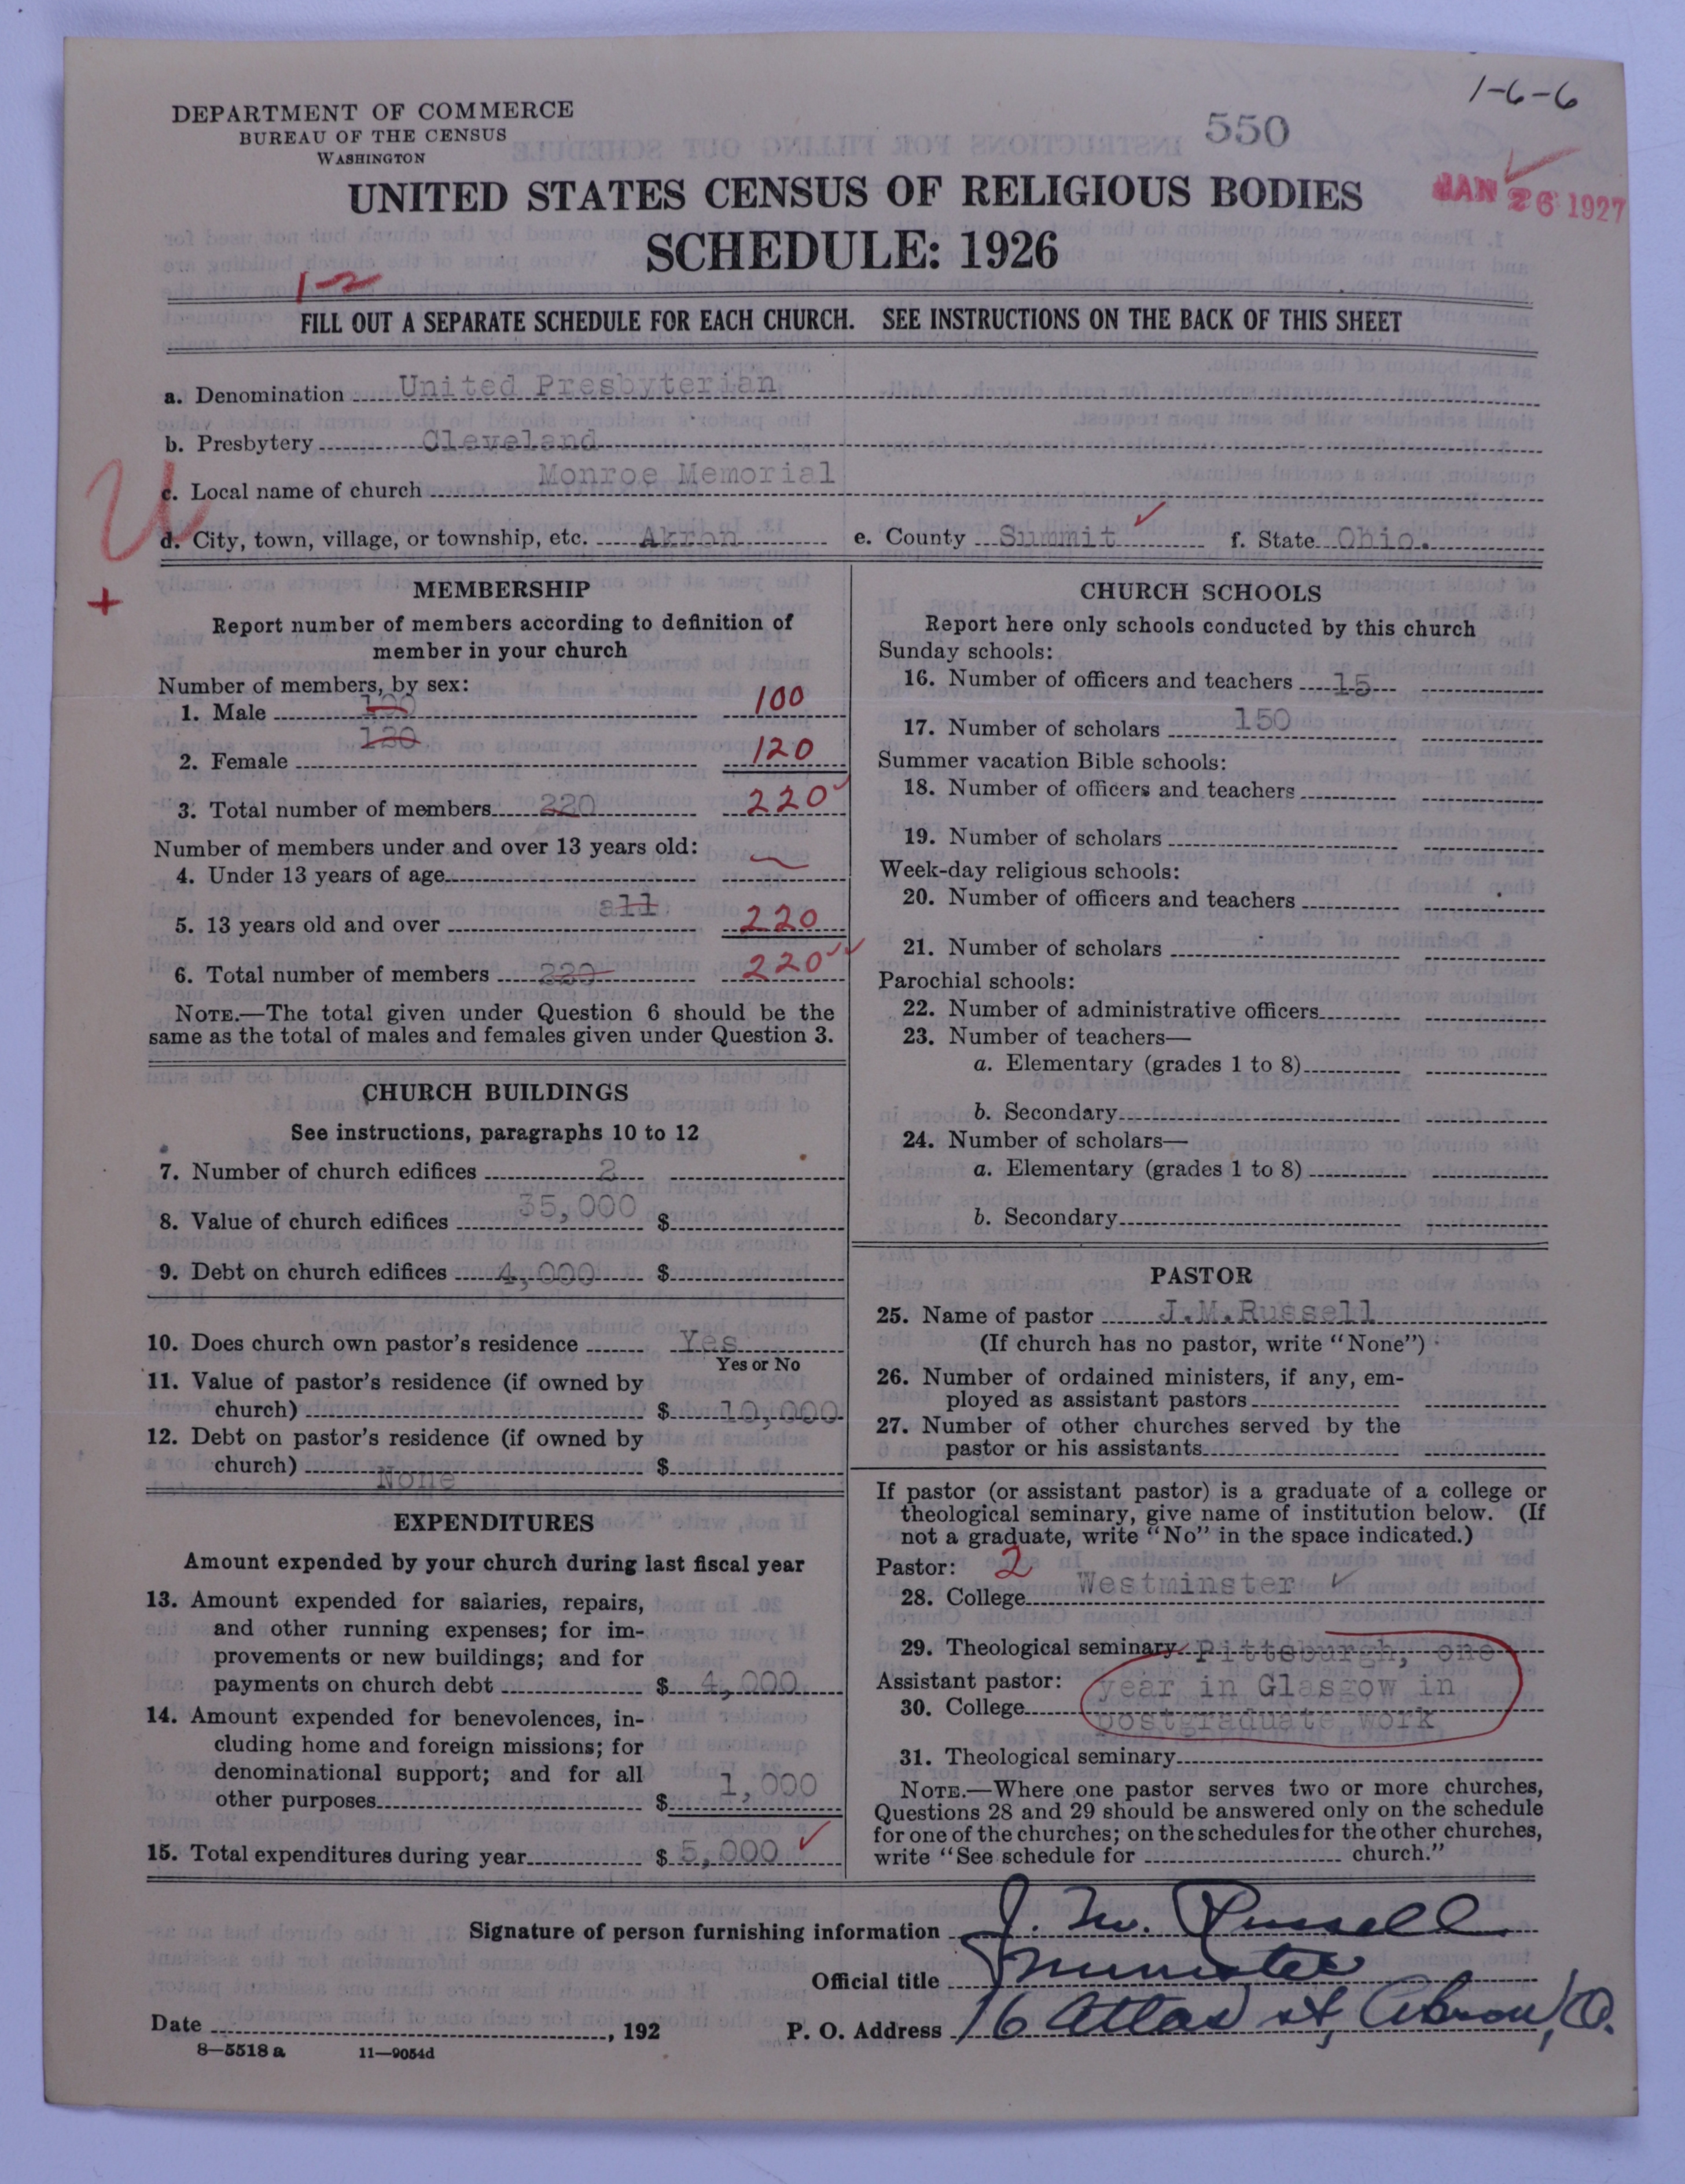 1-6-6
DEPARTMENT OF COMMERCE
BUREAU OF THE CENSUS
WASHINGTON
550
UNITED STATES CENSUS OF RELIGIOUS BODIES
JAN 26 1927
SCHEDULE: 1926
1-2
FILL OUT A SEPARATE SCHEDULE FOR EACH CHURCH. SEE INSTRUCTIONS ON THE BACK OF THIS SHEET
a. Denomination United Presbyterian
b. Presbytery Cleveland
c. Local name of church Monroe Memorial
d. City, town, village, or township, etc. Akron e. County Summit f. State Ohio.
U
+
MEMBERSHIP
Report number of members according to definition of
member in your church
Number of members, by sex:
1. Male 100 100
2. Female 120 120
3. Total number of members 220 220
Number of members under and over 13 years old:
4. Under 13 years of age
5. 13 years old and over all 220
6. Total number of members 220 220
NOTE.—The total given under Question 6 should be the
same as the total of males and females given under Question 3.
CHURCH BUILDINGS
See instructions, paragraphs 10 to 12
7. Number of church edifices 2
8. Value of church edifices 35,000 $
9. Debt on church edifices 4,000 $
10. Does church own pastor's residence Yes
Yes or No
11. Value of pastor's residence (if owned by
church) $ 10,000
12. Debt on pastor's residence (if owned by
church) None $
EXPENDITURES
Amount expended by your church during last fiscal year
13. Amount expended for salaries, repairs,
and other running expenses; for im-
provements or new buildings; and for
payments on church debt $ 4,000
14. Amount expended for benevolences, in-
cluding home and foreign missions; for
denominational support; and for all
other purposes $ 1,000
15. Total expenditures during year $ 5,000
CHURCH SCHOOLS
Report here only schools conducted by this church
Sunday schools:
16. Number of officers and teachers 15
17. Number of scholars 150
Summer vacation Bible schools:
18. Number of officers and teachers
19. Number of scholars
Week-day religious schools:
20. Number of officers and teachers
21. Number of scholars
Parochial schools:
22. Number of administrative officers
23. Number of teachers—
a. Elementary (grades 1 to 8)
b. Secondary
24. Number of scholars—
a. Elementary (grades 1 to 8)
b. Secondary
PASTOR
25. Name of pastor J.M.Russell
(If church has no pastor, write "None")
26. Number of ordained ministers, if any, em-
ployed as assistant pastors
27. Number of other churches served by the
pastor or his assistants
If pastor (or assistant pastor) is a graduate of a college or
theological seminary, give name of institution below. (If
not a graduate, write "No" in the space indicated.)
Pastor: 2
28. College Westminster
29. Theological seminary Pittsburgh, one
Assistant pastor: year in Glasgow in
30. College postgraduate work
31. Theological seminary
NOTE.—Where one pastor serves two or more churches,
Questions 28 and 29 should be answered only on the schedule
for one of the churches; on the schedules for the other churches,
write "See schedule for church."
Signature of person furnishing information J. M. Russell
Official title Minister
Date , 192 P. O. Address 16 Atlas st, Akron, O.
8—5518 a 11—9054d